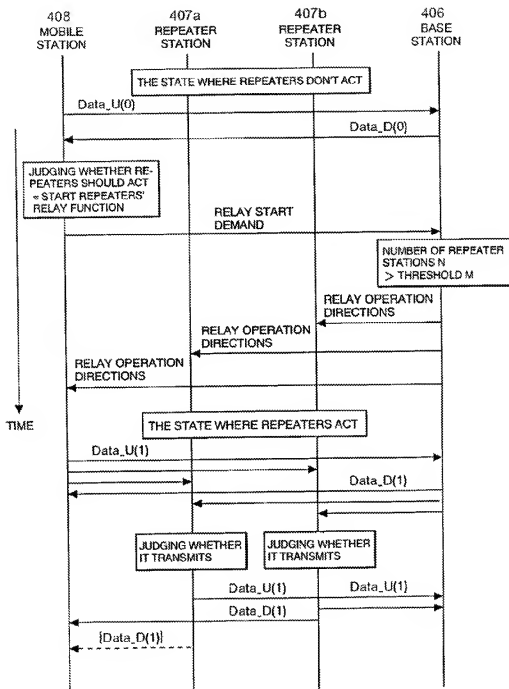 408
MOBILE
STATION
407a
REPEATER
STATION
407b
REPEATER
STATION
406
BASE
STATION
THE STATE WHERE REPEATERS DON'T ACT
Data_U(0)
Data_D(0)
JUDGING WHETHER RE-
PEATERS SHOULD ACT
= START REPEATERS'
RELAY FUNCTION
RELAY START
DEMAND
NUMBER OF REPEATER
STATIONS N
> THRESHOLD M
RELAY OPERATION
DIRECTIONS
RELAY OPERATION
DIRECTIONS
RELAY OPERATION
DIRECTIONS
TIME
THE STATE WHERE REPEATERS ACT
Data_U(1)
Data_D(1)
JUDGING WHETHER
IT TRANSMITS
JUDGING WHETHER
IT TRANSMITS
Data_U(1)
Data_U(1)
Data_D(1)
{Data_D(1)}